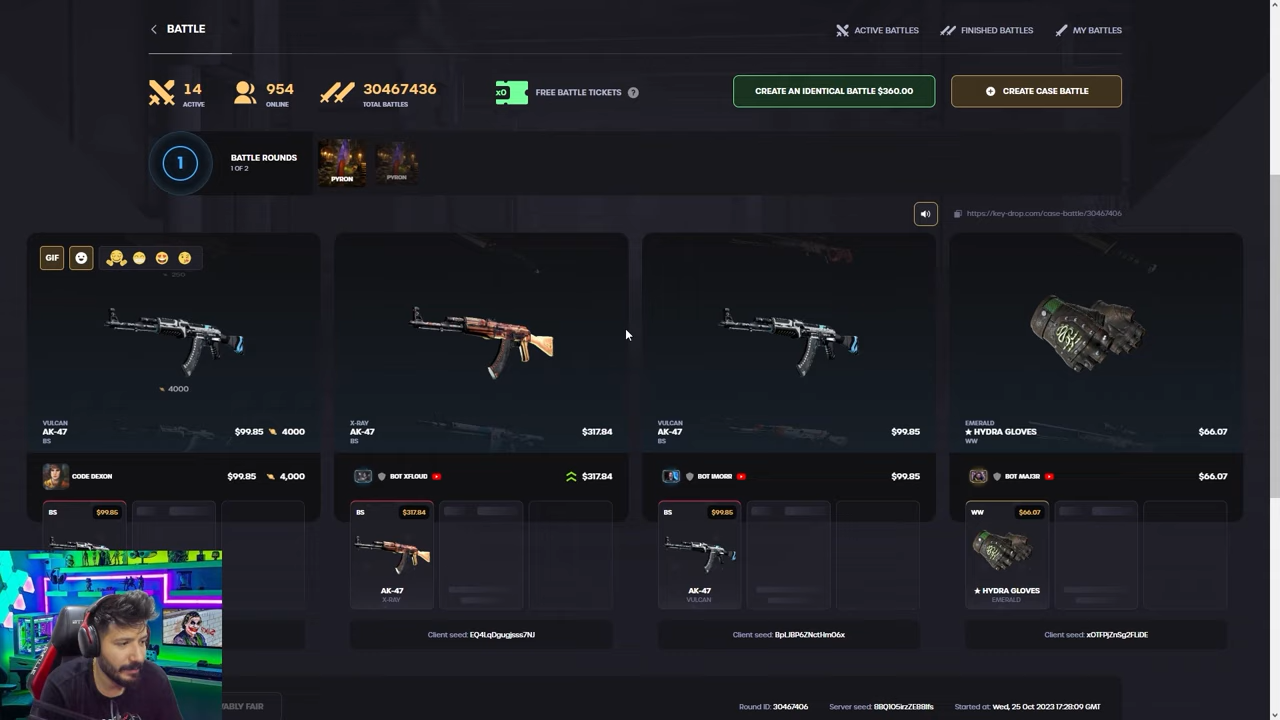 BATTLE
ACTIVE BATTLES
FINISHED BATTLES
MY BATTLES
14
ACTIVE
954
ONLINE
30467436
TOTAL BATTLES
x0
FREE BATTLE TICKETS ?
CREATE AN IDENTICAL BATTLE $360.00
CREATE CASE BATTLE
1
BATTLE ROUNDS
1 OF 2
PYRON
PYRON
https://key-drop.com/case-battle/30467406
GIF
4000
VULCAN
AK-47
BS
$99.85 4000
X-RAY
AK-47
BS
$317.84
VULCAN
AK-47
BS
$99.85
EMERALD
★ HYDRA GLOVES
WW
$66.07
CODE DEXON
$99.85 4,000
BOT XFLOUD
$317.84
BOT IMORR
$99.85
BOT MAJ3R
$66.07
BS $99.85
BS $317.84
AK-47
X-RAY
BS $99.85
AK-47
VULCAN
WW $66.07
★ HYDRA GLOVES
EMERALD
Client seed:
Client seed:
Client seed:
ABLY FAIR
Round ID: 30467406
Server seed:
Started at: Wed, 25 Oct 2023 17:28:09 GMT